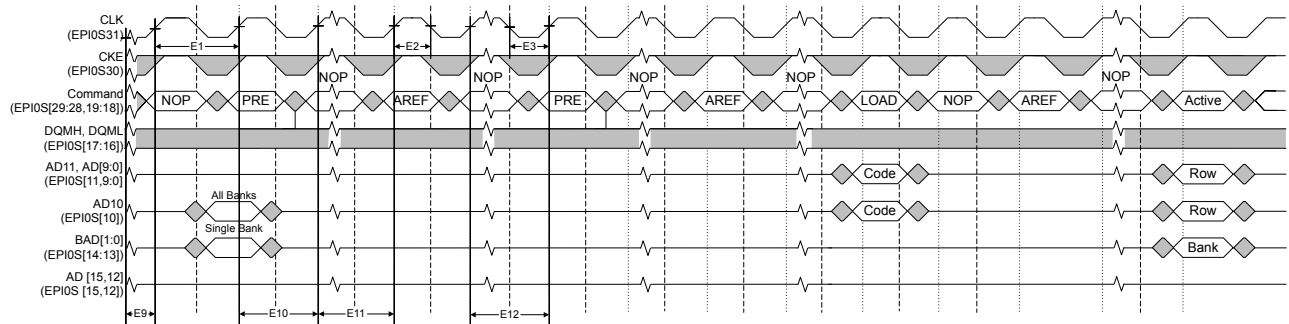 CLK
(EPI0S31)
E1
E2
E3
CKE
(EPI0S30)
NOP
NOP
NOP
NOP
NOP
Command
(EPI0S[29:28,19:18])
NOP
PRE
AREF
PRE
AREF
LOAD
NOP
AREF
Active
DQMH, DQML
(EPI0S[17:16])
AD11, AD[9:0]
(EPI0S[11,9:0])
Code
Row
All Banks
AD10
(EPI0S[10])
Code
Row
Single Bank
BAD[1:0]
(EPI0S[14:13])
Bank
AD [15,12]
(EPI0S [15,12])
E9
E10
E11
E12